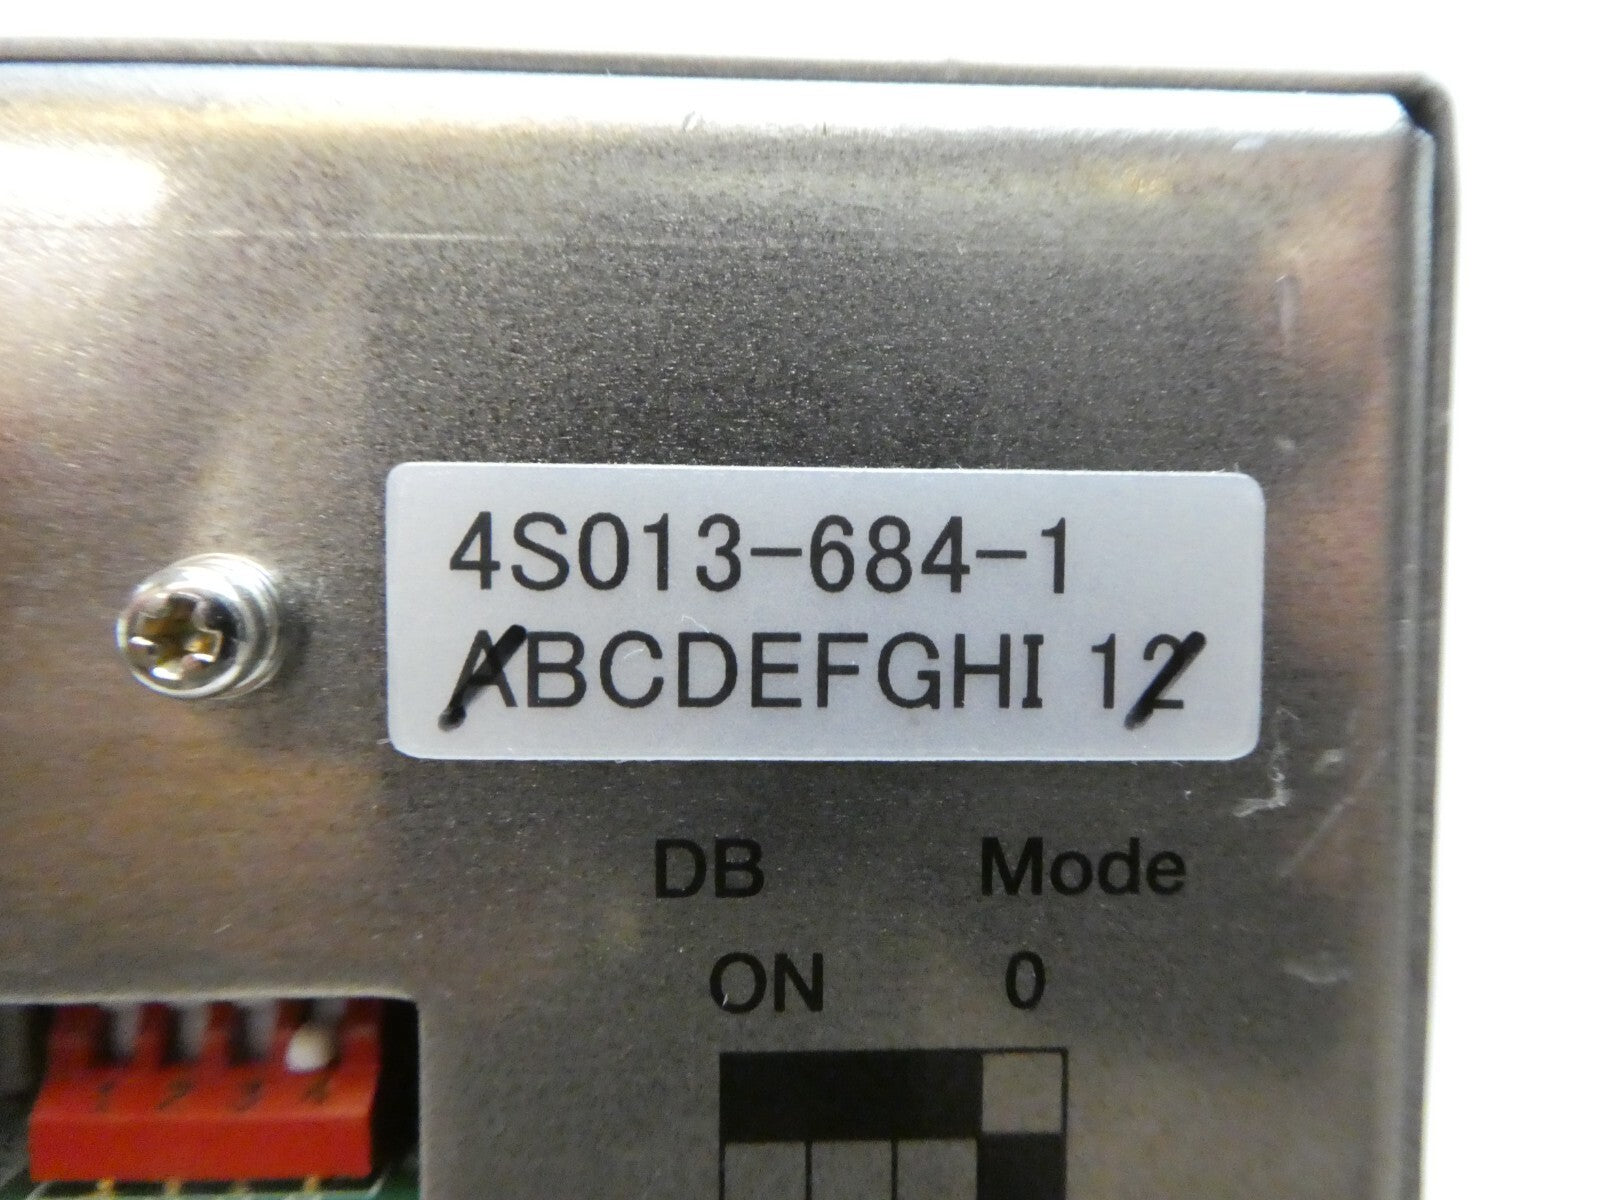 4S013-684-1
ABCDEFGHI 12
DB Mode
ON 0
1 2 3 4